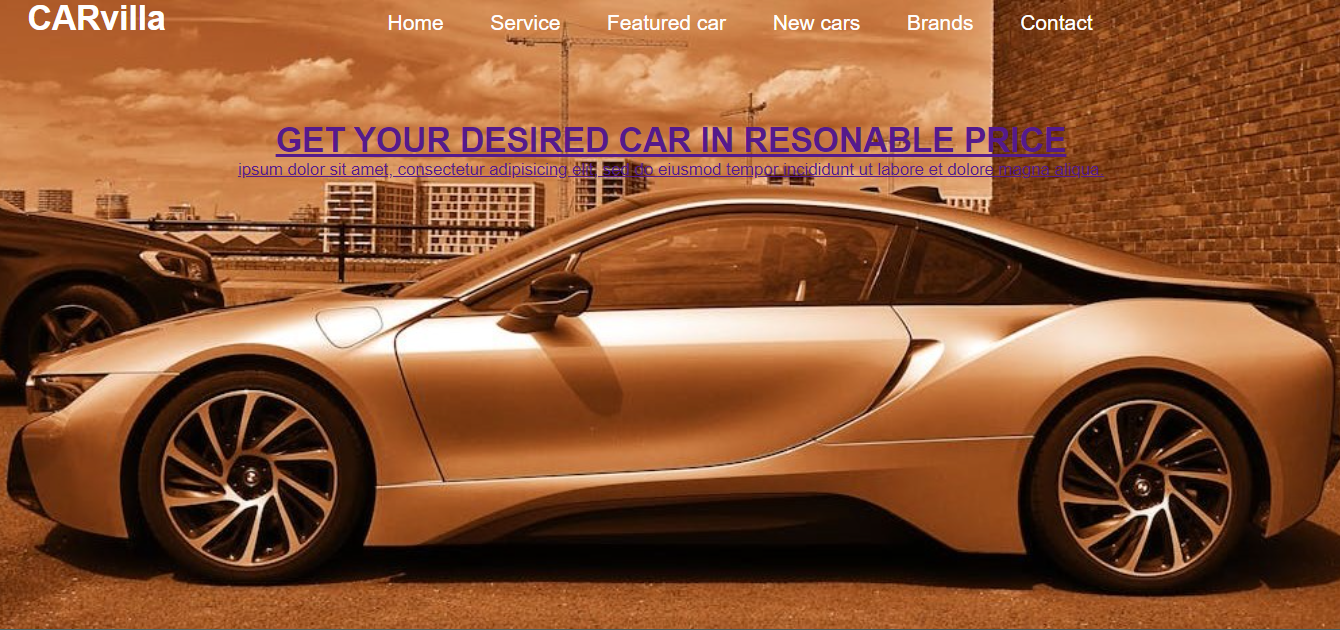 CARvilla
Home Service Featured car New cars Brands Contact
GET YOUR DESIRED CAR IN RESONABLE PRICE
ipsum dolor sit amet, consectetur adipisicing elit, sed do eiusmod tempor incididunt ut labore et dolore magna aliqua.